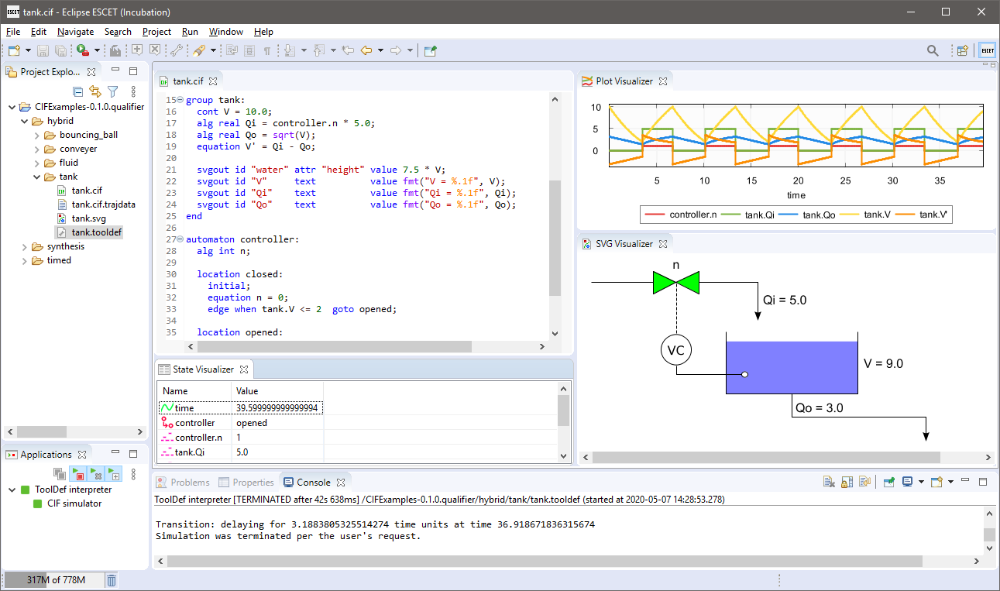 ESCET tank.cif - Eclipse ESCET (Incubation)
File Edit Navigate Search Project Run Window Help
ESCET
Project Explo...
CIFExamples-0.1.0.qualifier
hybrid
bouncing_ball
conveyer
fluid
tank
tank.cif
tank.cif.trajdata
tank.svg
tank.tooldef
synthesis
timed
Applications
ToolDef interpreter
CIF simulator
317M of 778M
tank.cif
15 group tank:
16 cont V = 10.0;
17 alg real Qi = controller.n * 5.0;
18 alg real Qo = sqrt(V);
19 equation V' = Qi - Qo;
20
21 svgout id "water" attr "height" value 7.5 * V;
22 svgout id "V" text value fmt("V = %.1f", V);
23 svgout id "Qi" text value fmt("Qi = %.1f", Qi);
24 svgout id "Qo" text value fmt("Qo = %.1f", Qo);
25 end
26
27 automaton controller:
28 alg int n;
29
30 location closed:
31 initial;
32 equation n = 0;
33 edge when tank.V <= 2 goto opened;
34
35 location opened:
State Visualizer
Name Value
time 39.599999999999994
controller opened
controller.n 1
tank.Qi 5.0
Plot Visualizer
10
5
0
5 10 15 20 25 30 35
time
controller.n tank.Qi tank.Qo tank.V tank.V'
SVG Visualizer
n
Qi = 5.0
VC
V = 9.0
Qo = 3.0
Problems Properties Console
ToolDef interpreter [TERMINATED after 42s 638ms] /CIFExamples-0.1.0.qualifier/hybrid/tank/tank.tooldef (started at 2020-05-07 14:28:53.278)
Transition: delaying for 3.1883805325514274 time units at time 36.918671836315674
Simulation was terminated per the user's request.